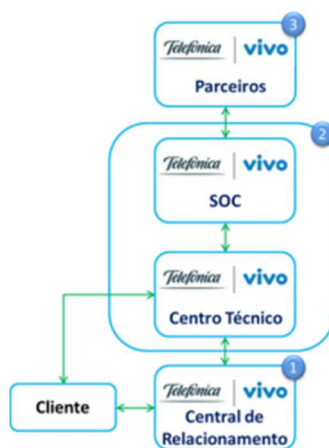 3
Telefónica vivo
Parceiros
2
Telefónica vivo
SOC
Telefónica vivo
Centro Técnico
1
Telefónica vivo
Cliente
Central de
Relacionamento